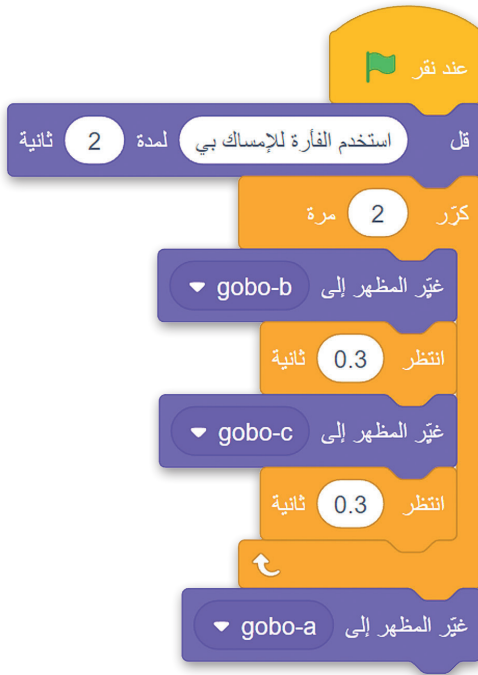 عند نقر
قل استخدم الفأرة للإمساك بي لمدة 2 ثانية
كرّر 2 مرة
غيّر المظهر إلى gobo-b
انتظر 0.3 ثانية
غيّر المظهر إلى gobo-c
انتظر 0.3 ثانية
غيّر المظهر إلى gobo-a